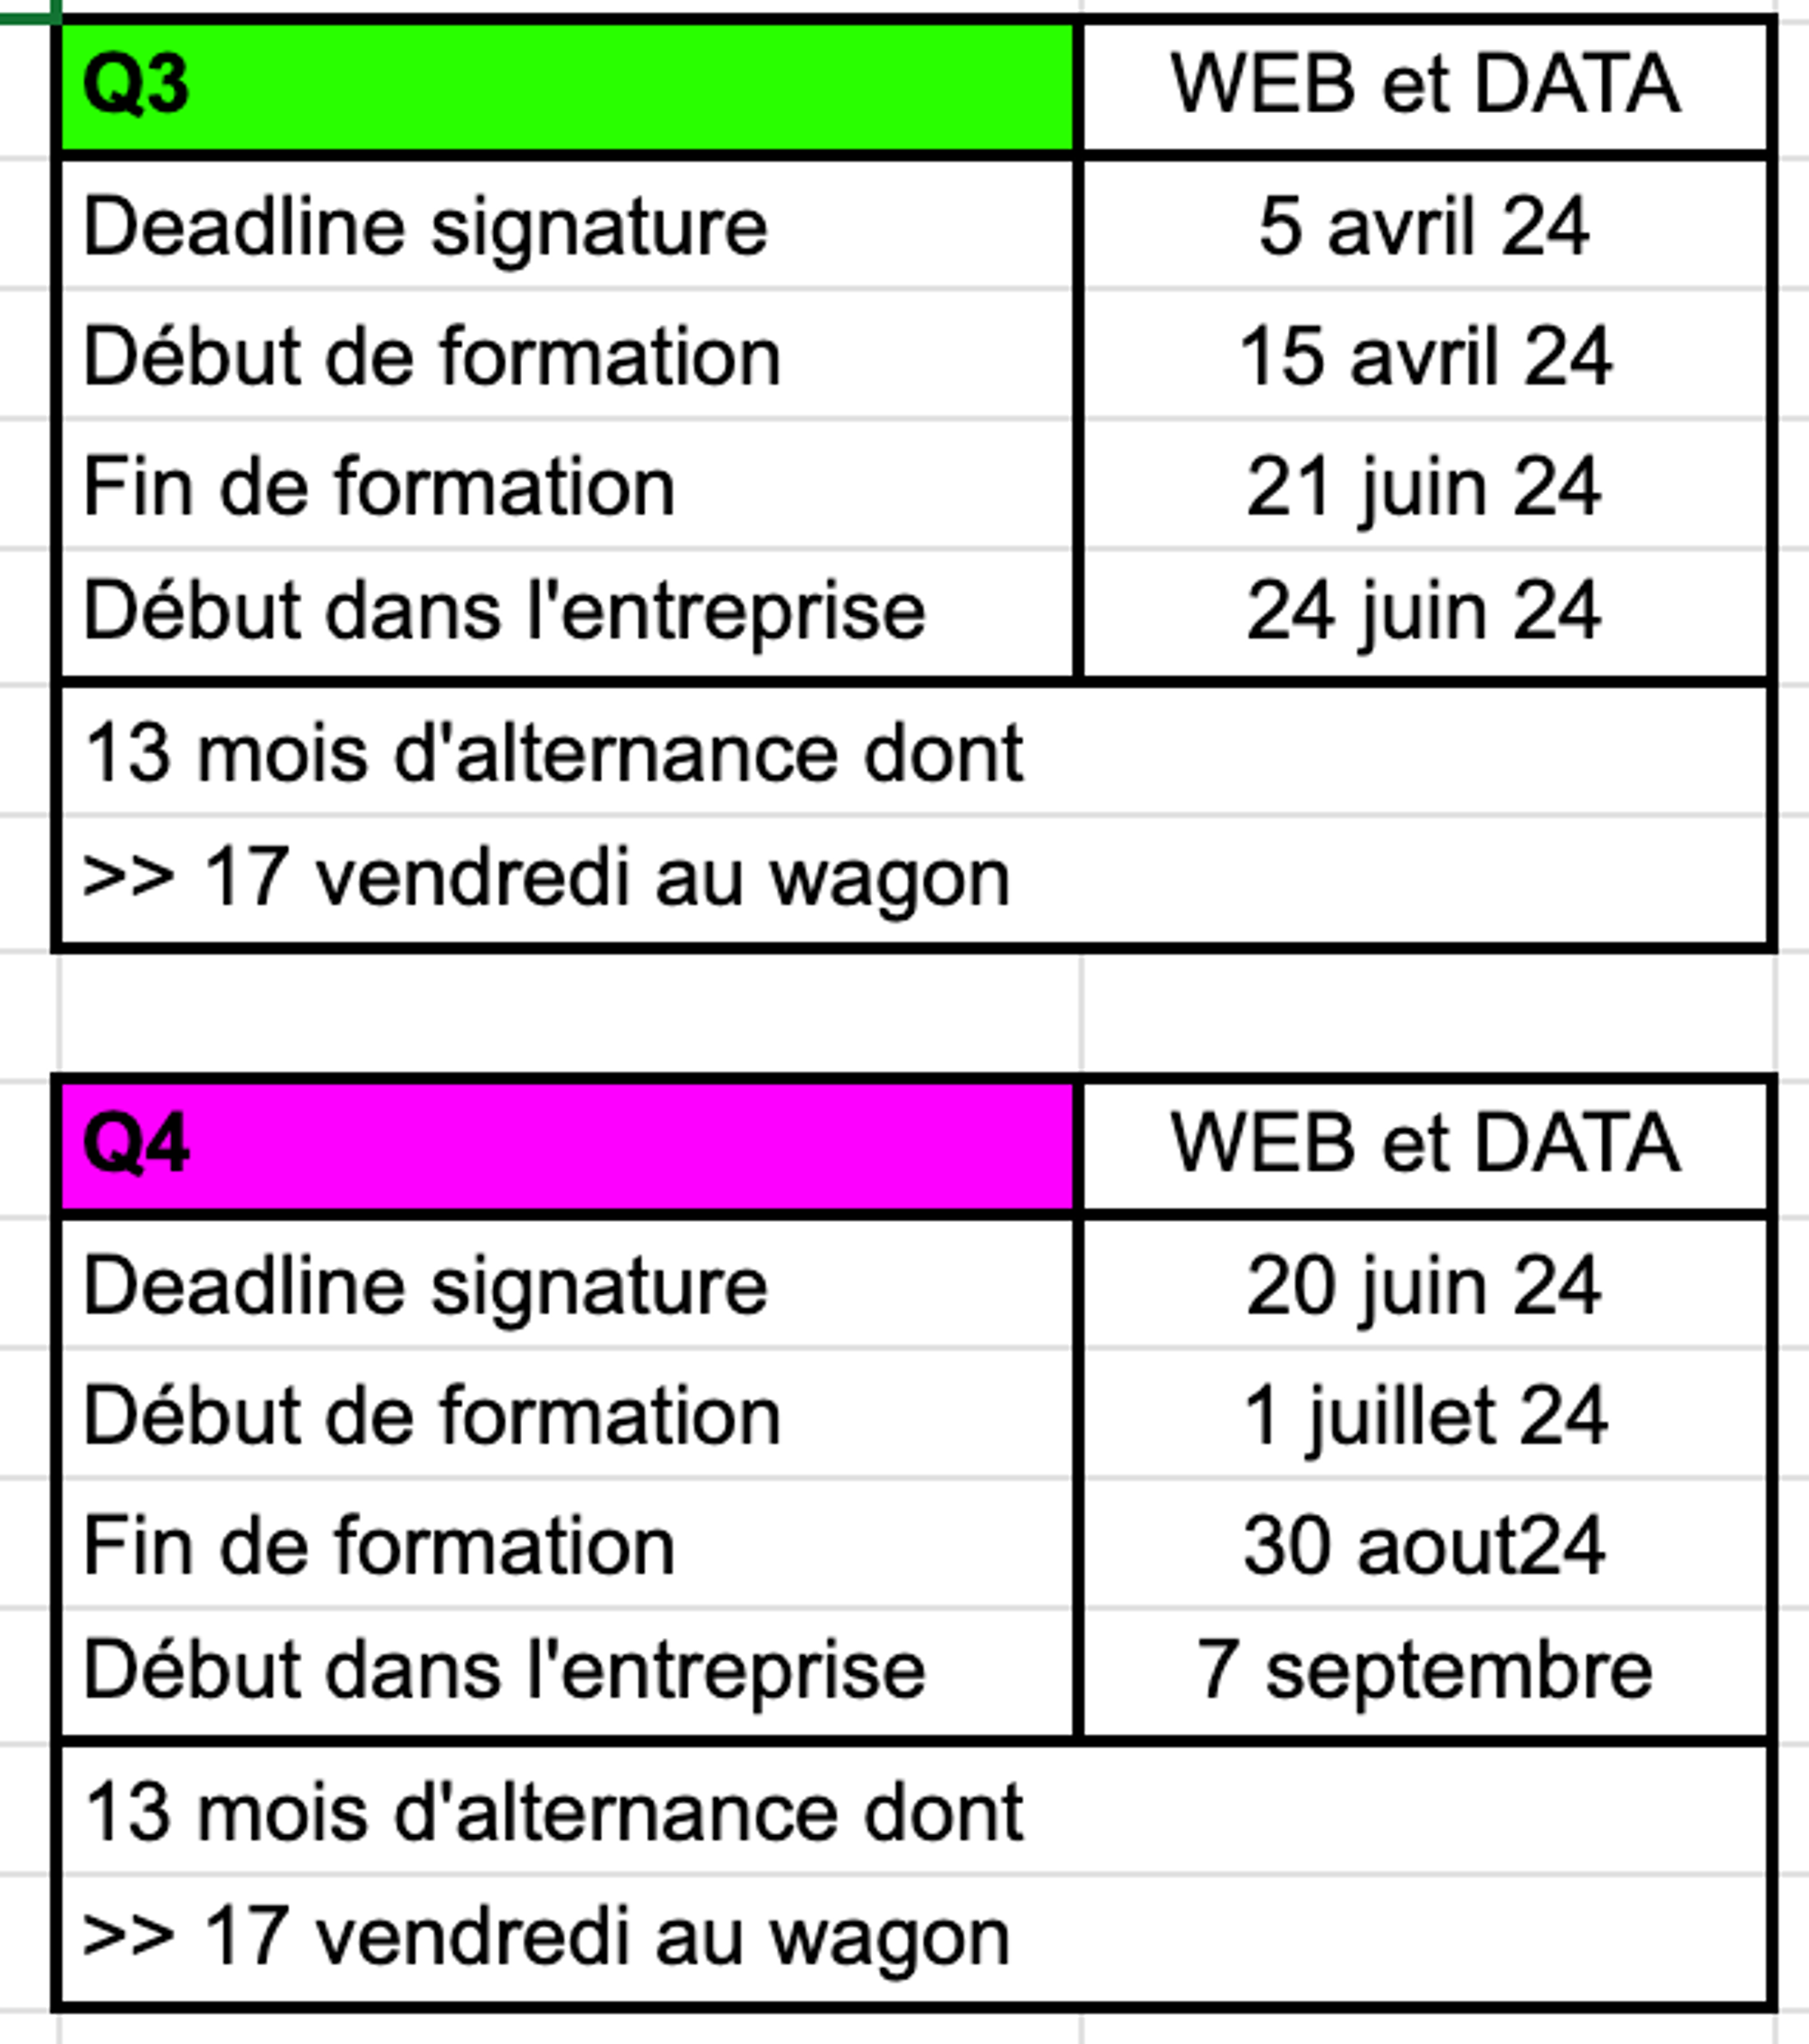 Q3 WEB et DATA
Deadline signature 5 avril 24
Début de formation 15 avril 24
Fin de formation 21 juin 24
Début dans l'entreprise 24 juin 24
13 mois d'alternance dont
>> 17 vendredi au wagon
Q4 WEB et DATA
Deadline signature 20 juin 24
Début de formation 1 juillet 24
Fin de formation 30 aout24
Début dans l'entreprise 7 septembre
13 mois d'alternance dont
>> 17 vendredi au wagon